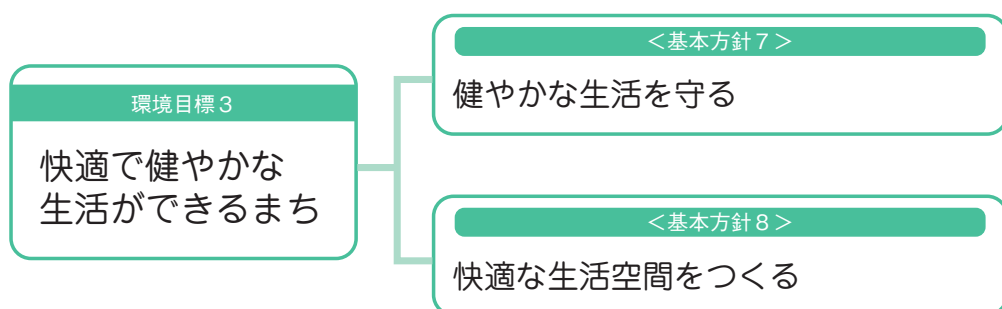 環境目標３
快適で健やかな
生活ができるまち
＜基本方針７＞
健やかな生活を守る
＜基本方針８＞
快適な生活空間をつくる